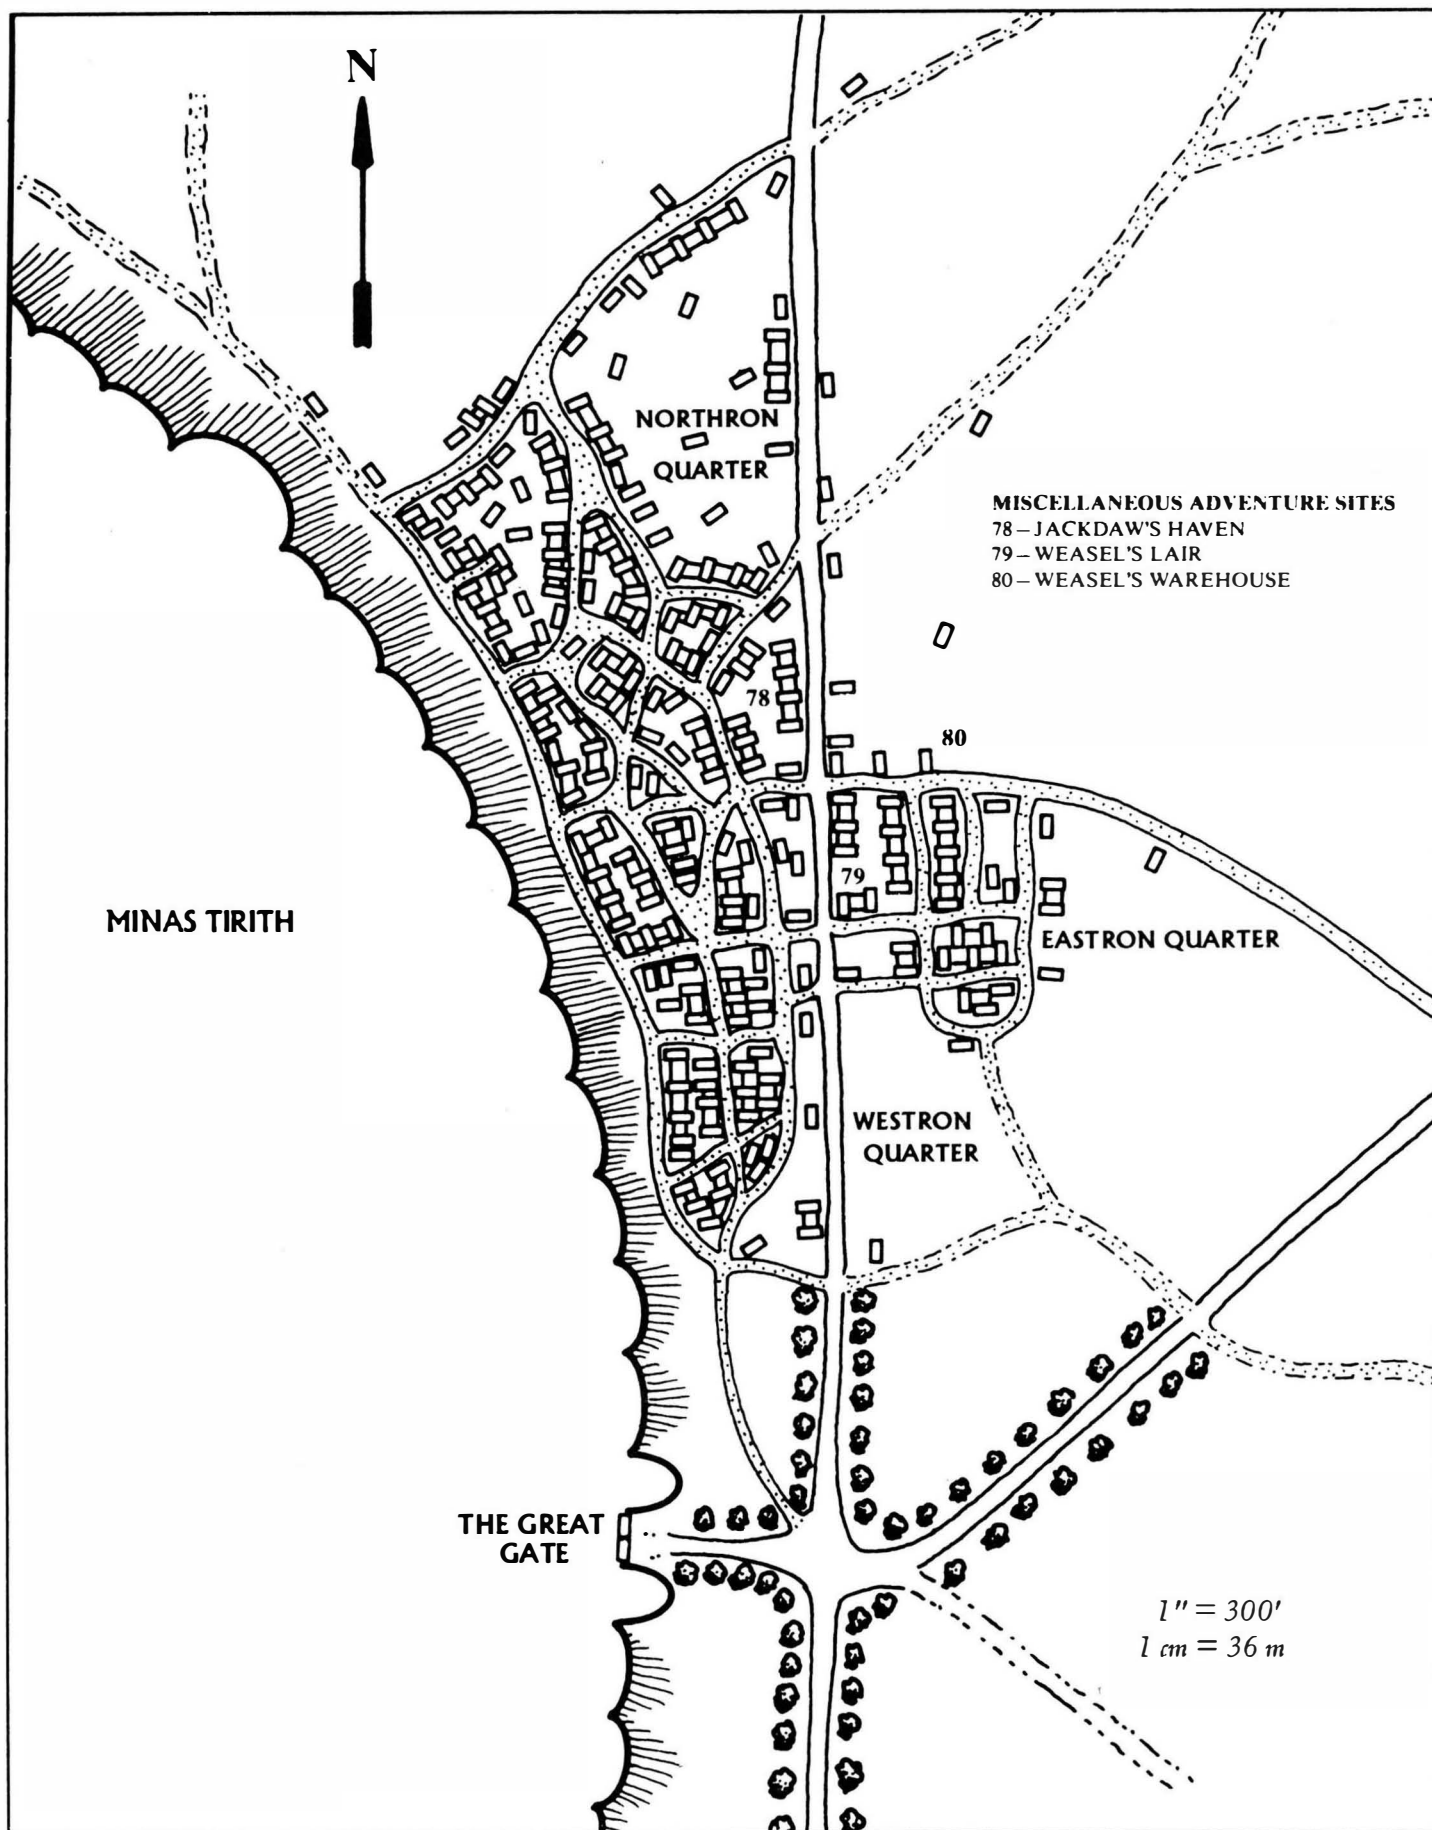 N
NORTHRON
QUARTER
MISCELLANEOUS ADVENTURE SITES
78 – JACKDAW'S HAVEN
79 – WEASEL'S LAIR
80 – WEASEL'S WAREHOUSE
78
80
79
MINAS TIRITH
EASTRON QUARTER
WESTRON
QUARTER
THE GREAT
GATE
1" = 300'
1 cm = 36 m